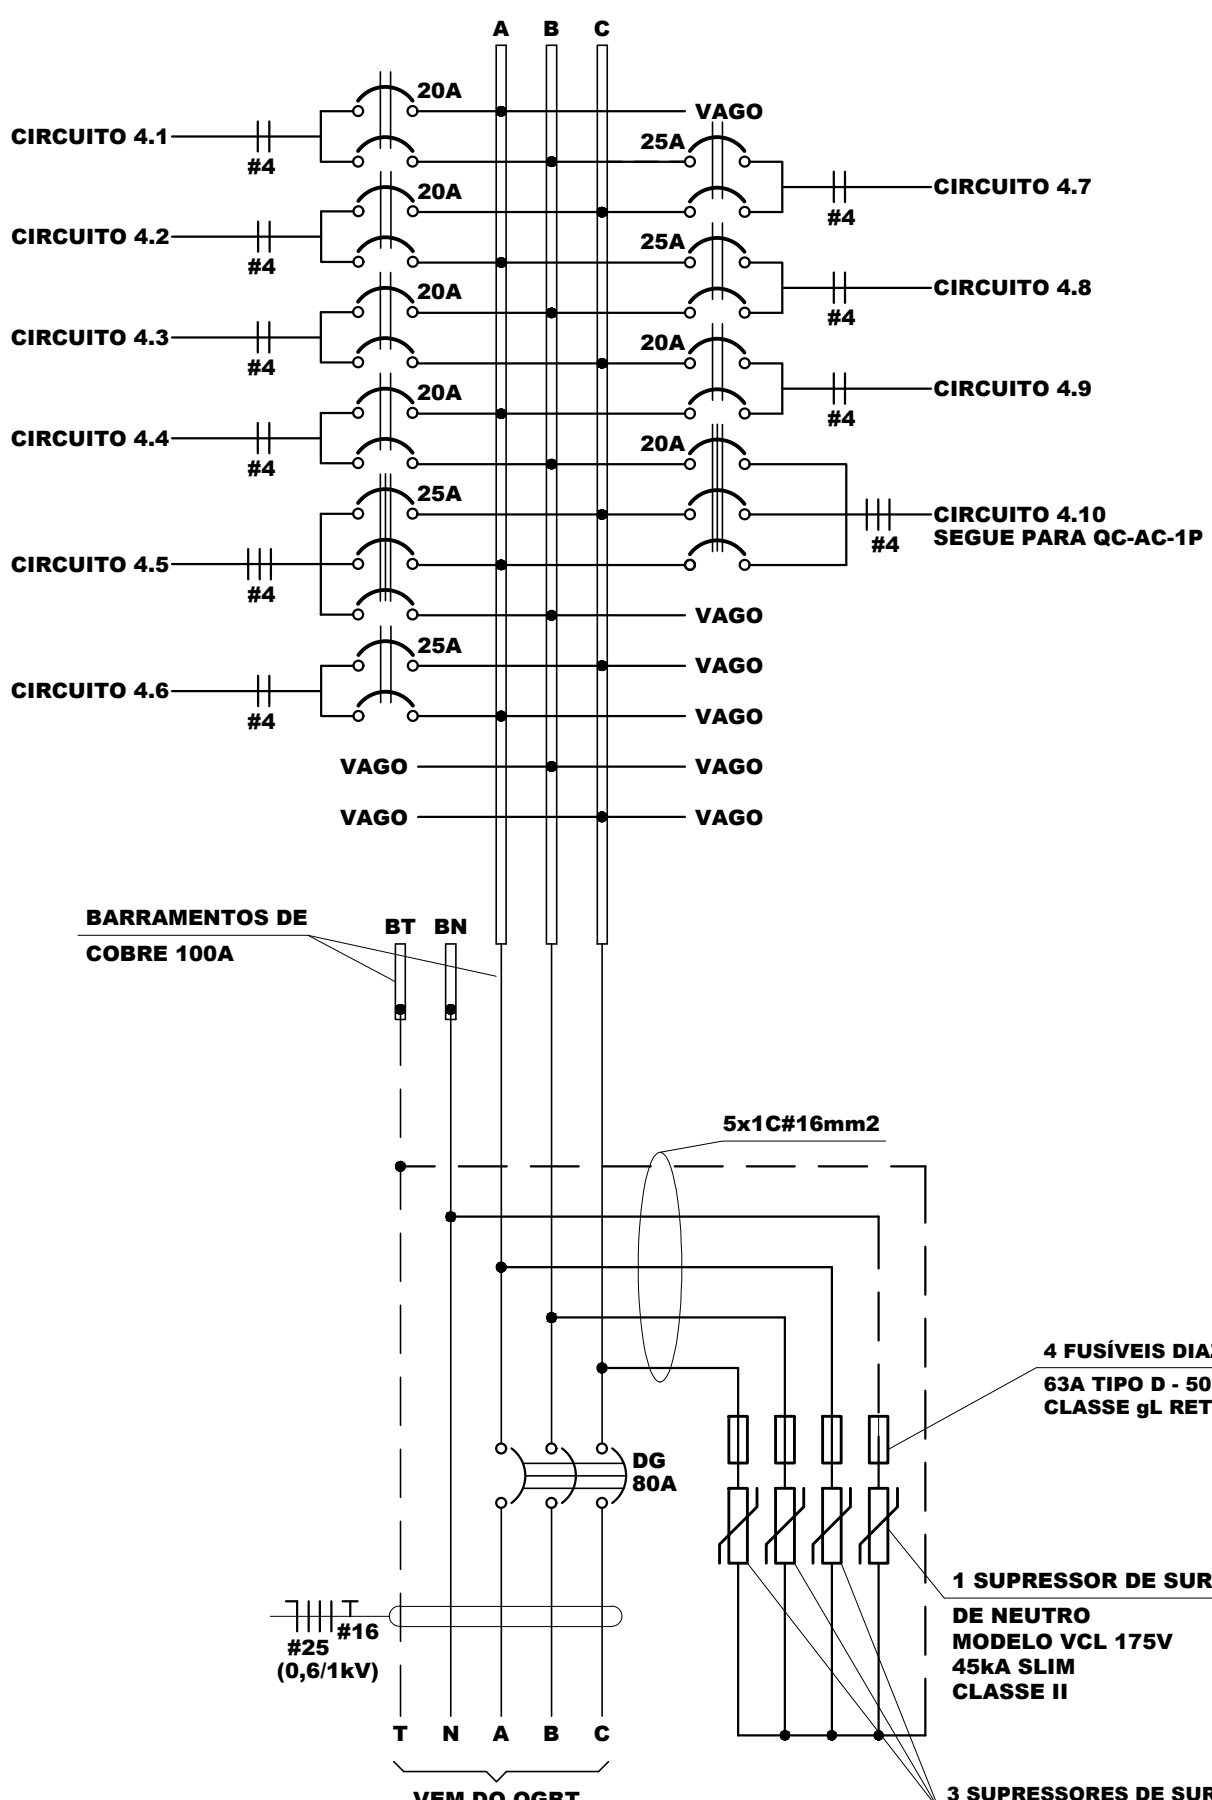 A B C
20A
VAGO
CIRCUITO 4.1
#4
25A
CIRCUITO 4.7
#4
20A
CIRCUITO 4.2
#4
25A
CIRCUITO 4.8
#4
20A
CIRCUITO 4.3
#4
20A
CIRCUITO 4.9
#4
20A
CIRCUITO 4.4
#4
20A
CIRCUITO 4.10
SEGUE PARA QC-AC-1P
#4
25A
CIRCUITO 4.5
#4
VAGO
25A
VAGO
CIRCUITO 4.6
#4
VAGO
VAGO VAGO
VAGO VAGO
BARRAMENTOS DE
COBRE 100A
BT BN
5x1C#16mm2
4 FUSÍVEIS
63A TIPO D - 50
CLASSE gL RET
DG
80A
1 SUPRESSOR DE SUR
DE NEUTRO
MODELO VCL 175V
45kA SLIM
CLASSE II
#25
#16
(0,6/1kV)
T N A B C
VEM DO
3 SUPRESSORES DE SUR